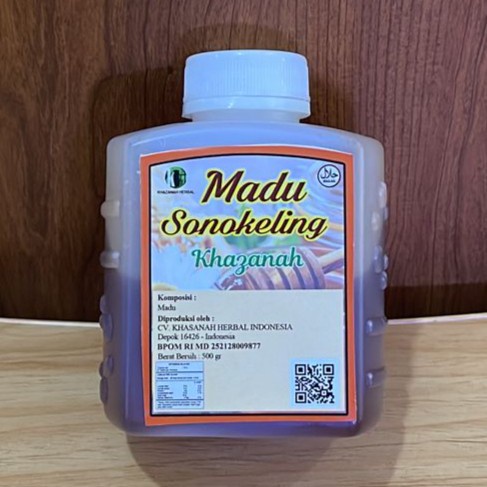 Madu
Sonokeling
Khazanah
حلال
Komposisi :
Madu
Diproduksi oleh :
CV. KHASANAH HERBAL INDONESIA
Depok 16426 - Indonesia
BPOM RI MD 252128009877
Berat Bersih : 500 gr